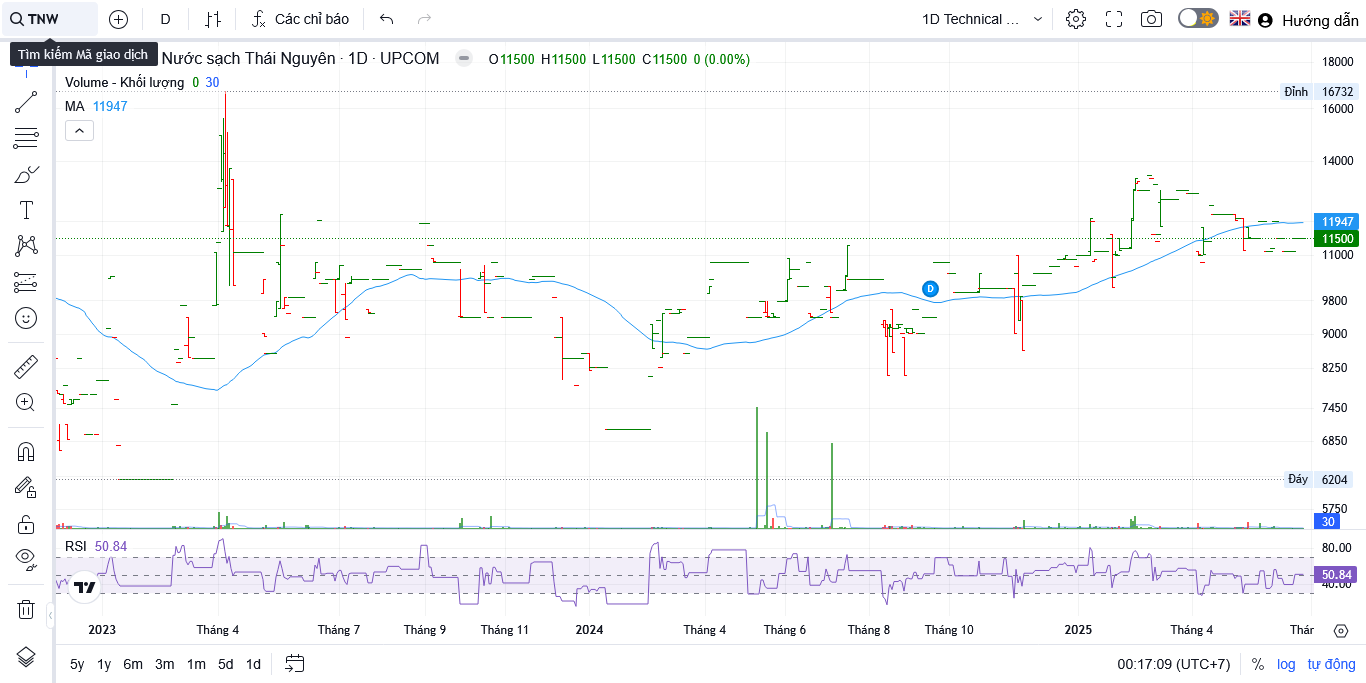 TNW D Các chỉ báo 1D Technical ... Hướng dẫn
Tìm kiếm Mã giao dịch
Nước sạch Thái Nguyên · 1D · UPCOM O11500 H11500 L11500 C11500 0 (0.00%)
Volume - Khối lượng 0 30
MA 11947
18000
Đỉnh 16732
16000
14000
11947
11500
11000
D
9800
9000
8250
7450
6850
Đáy 6204
5750
30
RSI 50.84
80.00
50.84
40.00
2023 Tháng 4 Tháng 7 Tháng 9 Tháng 11 2024 Tháng 4 Tháng 6 Tháng 8 Tháng 10 2025 Tháng 4 Thár
5y 1y 6m 3m 1m 5d 1d 00:17:09 (UTC+7) % log tự động